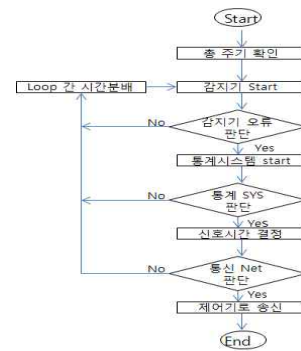 Start
총 주기 확인
Loop 간 시간분배
감지기 Start
감지기 오류
판단
No
Yes
통계시스템 start
통계 SYS
판단
No
Yes
신호시간 결정
통신 Net
판단
No
Yes
제어기로 송신
End